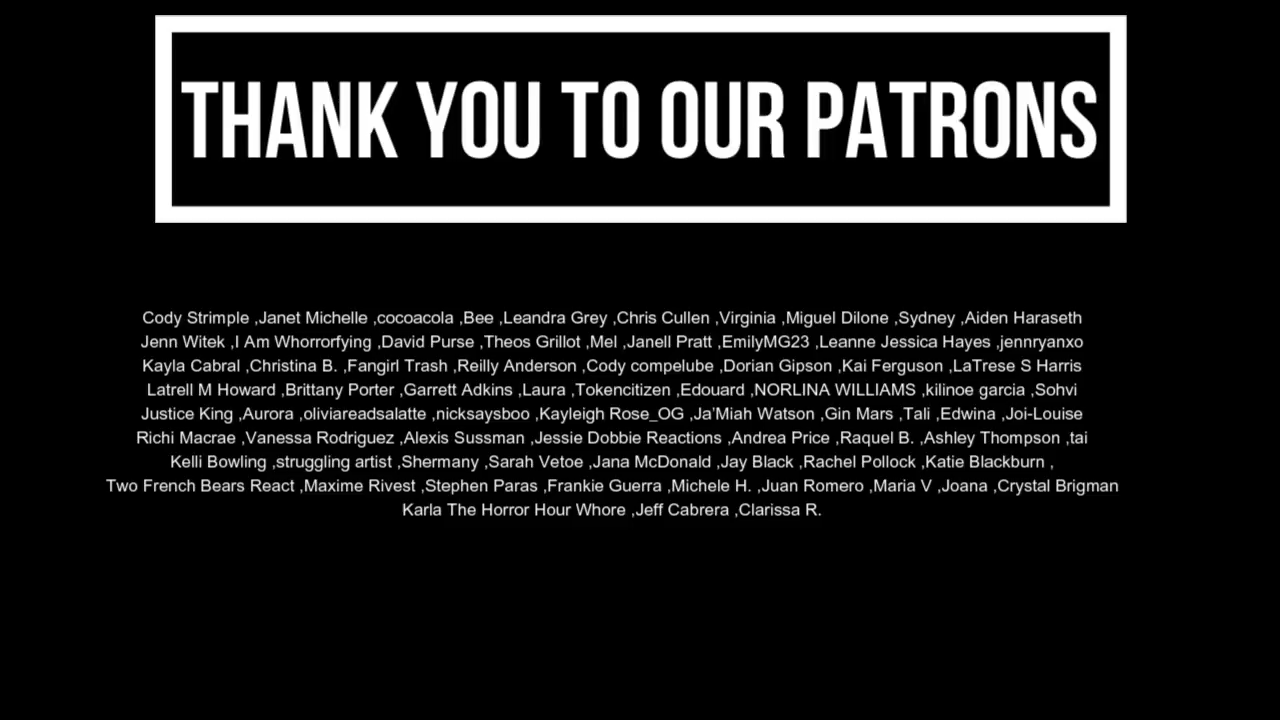 THANK YOU TO OUR PATRONS
Cody Strimple ,Janet Michelle ,cocoacola ,Bee ,Leandra Grey ,Chris Cullen ,Virginia ,Miguel Dilone ,Sydney ,Aiden Haraseth
Jenn Witek ,I Am Whorrorfying ,David Purse ,Theos Grillot ,Mel ,Janell Pratt ,EmilyMG23 ,Leanne Jessica Hayes ,jennryanxo
Kayla Cabral ,Christina B. ,Fangirl Trash ,Reilly Anderson ,Cody compelube ,Dorian Gipson ,Kai Ferguson ,LaTrese S Harris
Latrell M Howard ,Brittany Porter ,Garrett Adkins ,Laura ,Tokencitizen ,Edouard ,NORLINA WILLIAMS ,kilinoe garcia ,Sohvi
Justice King ,Aurora ,oliviareadsalatte ,nicksaysboo ,Kayleigh Rose_OG ,Ja’Miah Watson ,Gin Mars ,Tali ,Edwina ,Joi-Louise
Richi Macrae ,Vanessa Rodriguez ,Alexis Sussman ,Jessie Dobbie Reactions ,Andrea Price ,Raquel B. ,Ashley Thompson ,tai
Kelli Bowling ,struggling artist ,Shermany ,Sarah Vetoe ,Jana McDonald ,Jay Black ,Rachel Pollock ,Katie Blackburn ,
Two French Bears React ,Maxime Rivest ,Stephen Paras ,Frankie Guerra ,Michele H. ,Juan Romero ,Maria V ,Joana ,Crystal Brigman
Karla The Horror Hour Whore ,Jeff Cabrera ,Clarissa R.